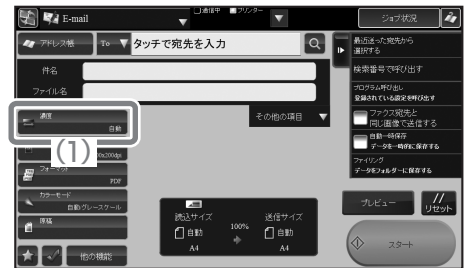 E-mail
送信中
プリンター
ジョブ状況
アドレス帳
To
タッチで宛先を入力
件名
ファイル名
濃度
自動
その他の項目
(1)
200dpi
フォーマット
PDF
カラーモード
自動/グレースケール
原稿
他の機能
読込サイズ
自動
A4
100%
送信サイズ
自動
A4
最近送った宛先から
選択する
検索番号で呼び出す
プログラム呼び出し
登録されている設定を呼び出す
ファクス宛先と
同じ画像で送信する
自動一時保存
データを一時的に保存する
ファイリング
データをフォルダーに保存する
プレビュー
リセット
スタート